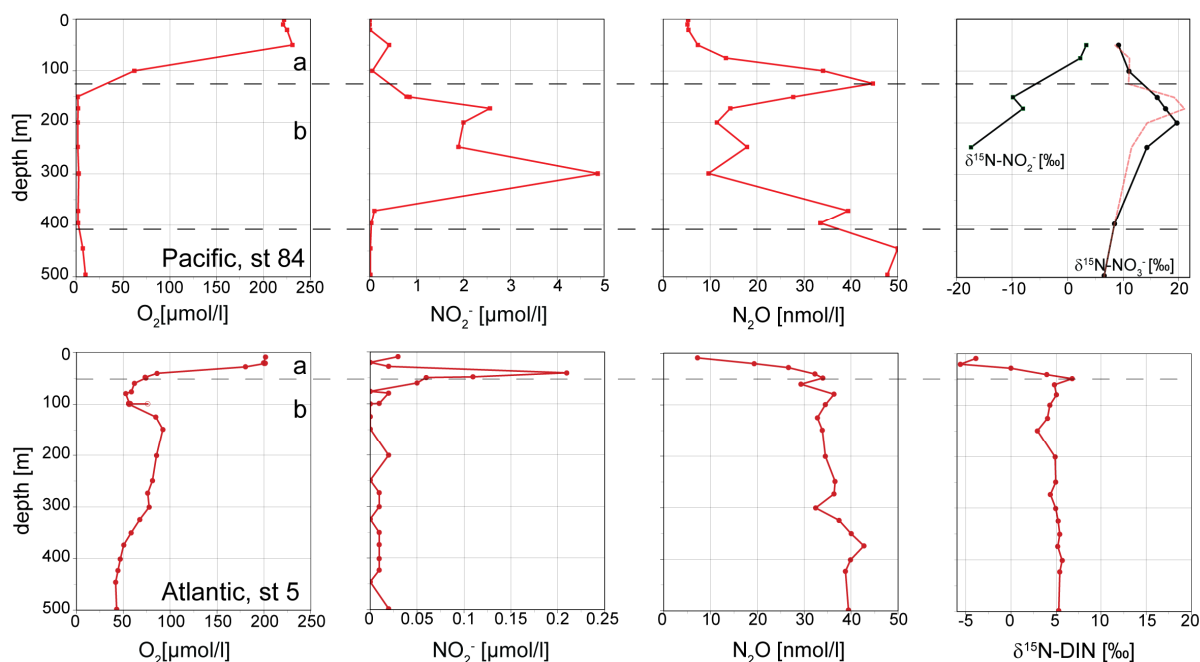 0
100
200
300
400
500
depth [m]
a
b
Pacific, st 84
0 50 100 150 200 250
O₂[µmol/l]
0 1 2 3 4 5
NO₂⁻ [µmol/l]
0 10 20 30 40 50
N₂O [nmol/l]
δ¹⁵N-NO₂⁻[‰]
δ¹⁵N-NO₃⁻[‰]
-20 -10 0 10 20
0
100
200
300
400
500
depth [m]
a
b
Atlantic, st 5
0 50 100 150 200 250
O₂[µmol/l]
0 0.05 0.1 0.15 0.2 0.25
NO₂⁻ [µmol/l]
0 10 20 30 40 50
N₂O [nmol/l]
-5 0 5 10
δ¹⁵N-DIN [‰]